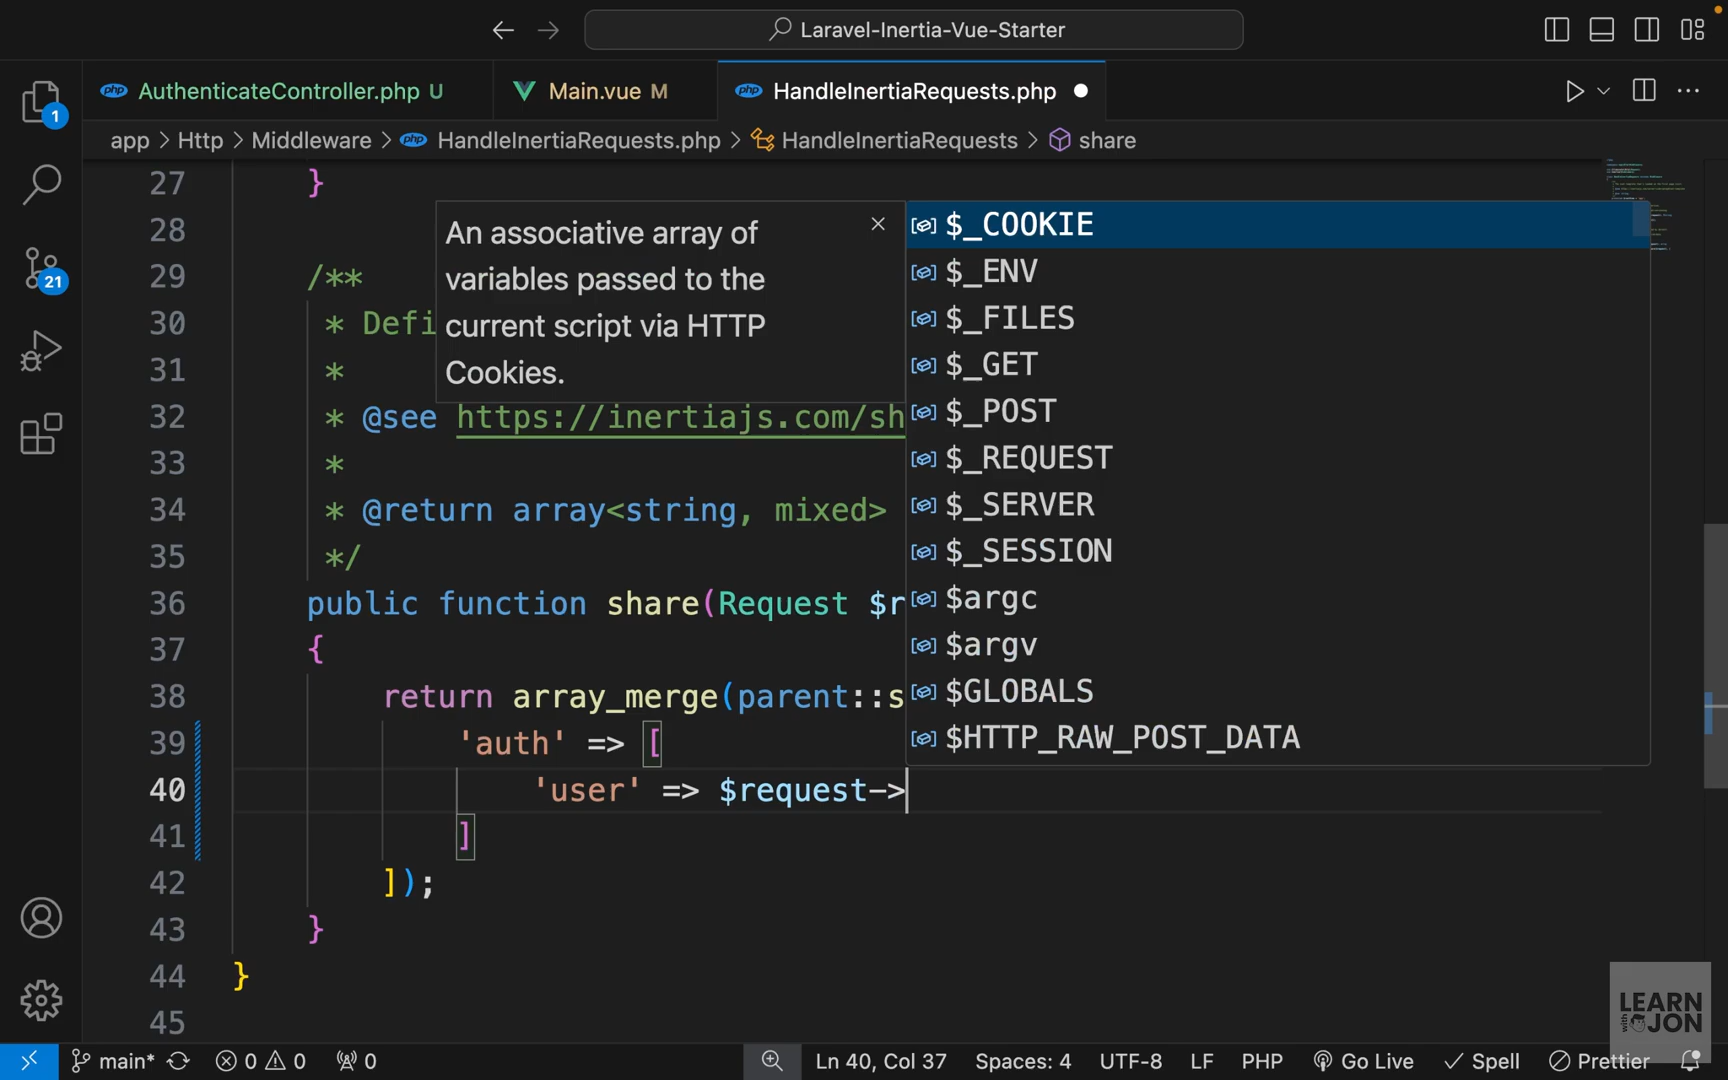 Laravel-Inertia-Vue-Starter
php AuthenticateController.php U
Main.vue M
php HandleInertiaRequests.php
app > Http > Middleware > php HandleInertiaRequests.php > HandleInertiaRequests > share
1
21
27 }
28
29 /**
30 * Defi
31 *
32 * @see https://inertiajs.com/sh
33 *
34 * @return array<string, mixed>
35 */
36 public function share(Request $r
37 {
38 return array_merge(parent::s
39 'auth' => [
40 'user' => $request->
41 ]
42 ]);
43 }
44 }
45
An associative array of
variables passed to the
current script via HTTP
Cookies.
$_COOKIE
$_ENV
$_FILES
$_GET
$_POST
$_REQUEST
$_SERVER
$_SESSION
$argc
$argv
$GLOBALS
$HTTP_RAW_POST_DATA
LEARN
with JON
main* 0 0 0 Ln 40, Col 37 Spaces: 4 UTF-8 LF PHP Go Live Spell Prettier